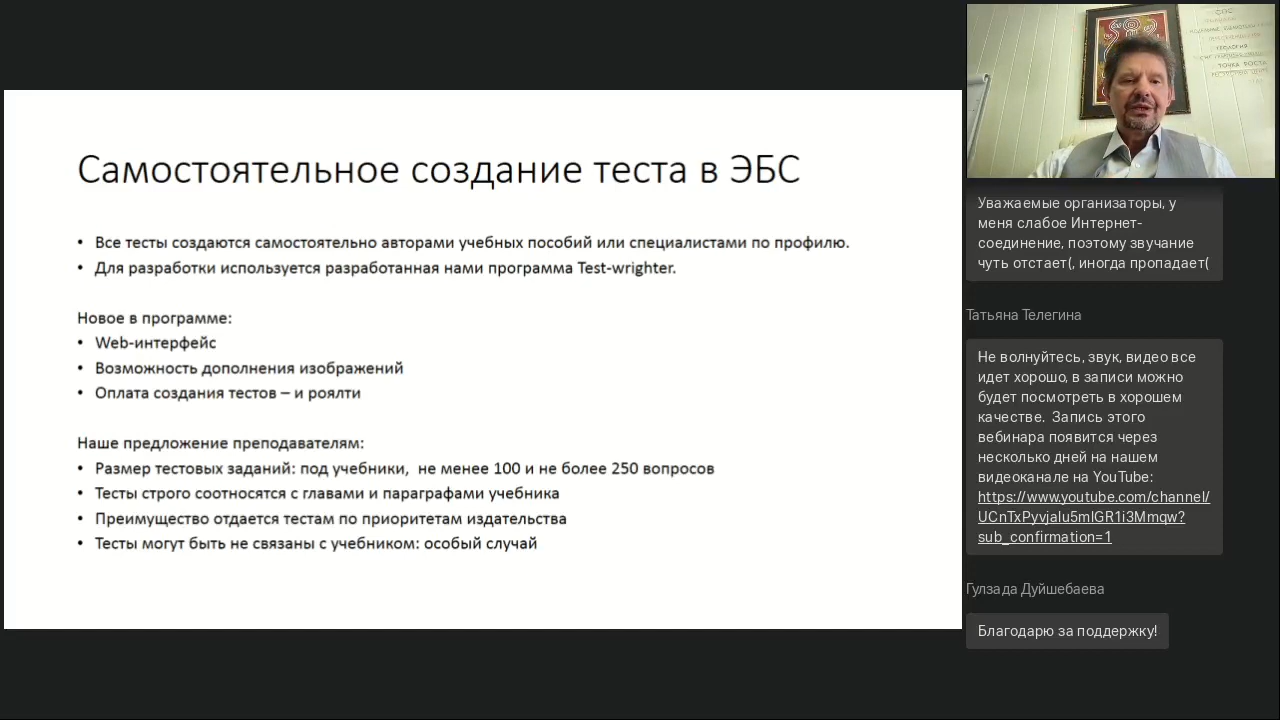 Самостоятельное создание теста в ЭБС
• Все тесты создаются самостоятельно авторами учебных пособий или специалистами по профилю.
• Для разработки используется разработанная нами программа Test-wrighter.
Новое в программе:
• Web-интерфейс
• Возможность дополнения изображений
• Оплата создания тестов – и роялти
Наше предложение преподавателям:
• Размер тестовых заданий: под учебники, не менее 100 и не более 250 вопросов
• Тесты строго соотносятся с главами и параграфами учебника
• Преимущество отдается тестам по приоритетам издательства
• Тесты могут быть не связаны с учебником: особый случай
ТЕОЛОГИЯ
ТОЧКА РОСТА
Уважаемые организаторы, у
меня слабое Интернет-
соединение, поэтому звучание
чуть отстает(, иногда пропадает(
Татьяна Телегина
Не волнуйтесь, звук, видео все
идет хорошо, в записи можно
будет посмотреть в хорошем
качестве. Запись этого
вебинара появится через
несколько дней на нашем
видеоканале на YouTube:
https://www.youtube.com/channel/
UCnTxPyvjalu5mlGR1i3Mmqw?
sub_confirmation=1
Гулзада Дуйшебаева
Благодарю за поддержку!